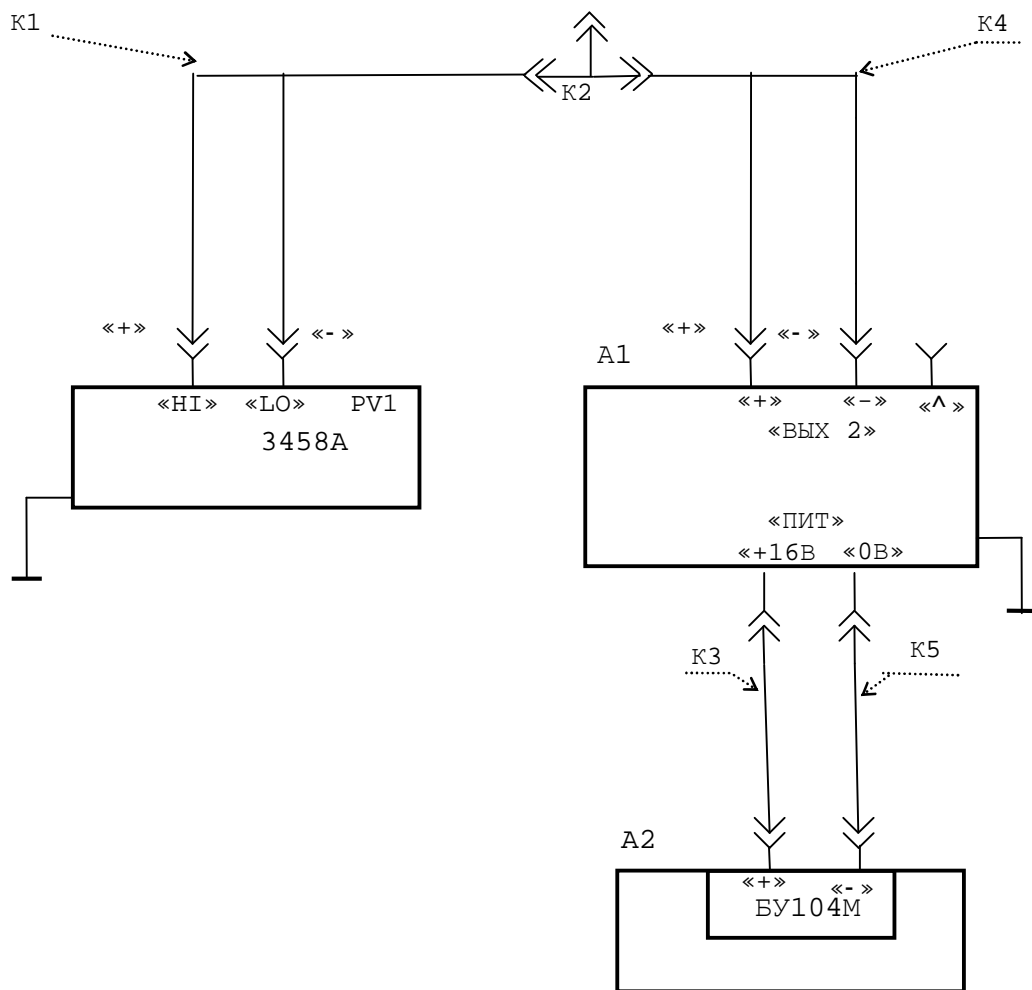 К1
К4
К2
«+» «-» «+» «-»
А1
«HI» «LO» PV1
3458А
«+» «-» «^»
«ВЫХ 2»
«ПИТ»
«+16В «0В»
К3
К5
А2
«+» «-»
БУ104М